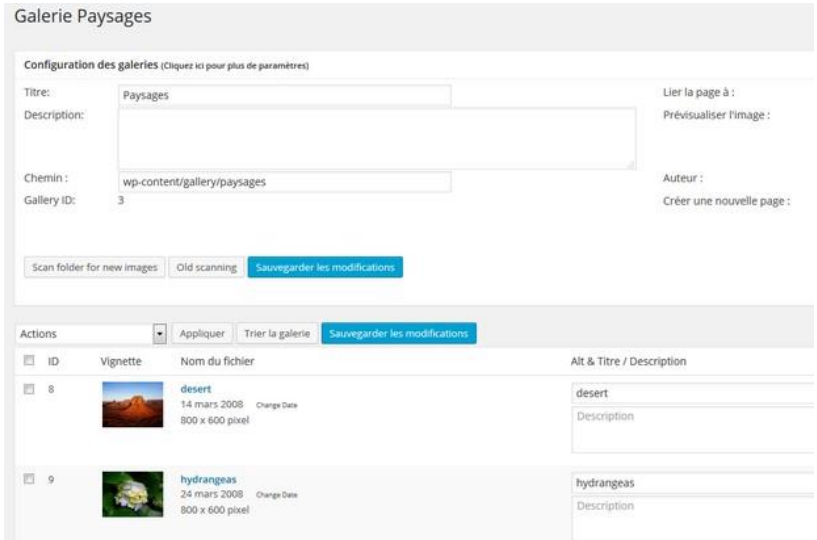 Galerie Paysages
Configuration des galeries (Cliquez ici pour plus de paramètres)
Titre: Paysages Lier la page à :
Description: Prévisualiser l'image :
Chemin : wp-content/gallery/paysages Auteur :
Gallery ID: 3 Créer une nouvelle page :
Scan folder for new images Old scanning Sauvegarder les modifications
Actions Appliquer Trier la galerie Sauvegarder les modifications
ID Vignette Nom du fichier Alt & Titre / Description
8 desert desert
14 mars 2008 Change Date
Description
800 x 600 pixel
9 hydrangeas hydrangeas
24 mars 2008 Change Date
Description
800 x 600 pixel